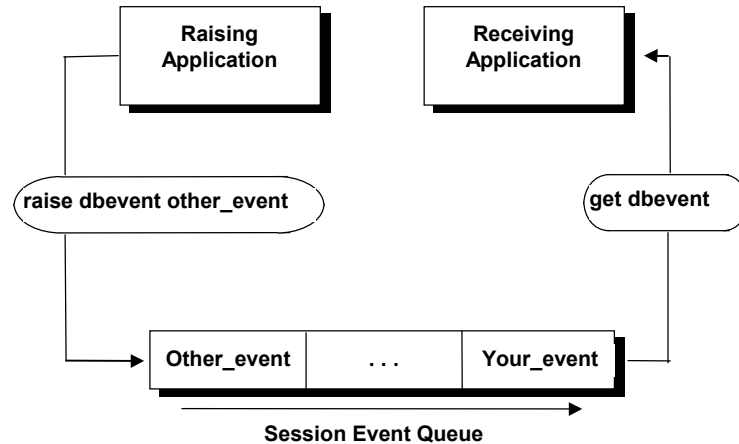 Raising
Application
Receiving
Application
raise dbevent other_event
get dbevent
Other_event
. . .
Your_event
Session Event Queue